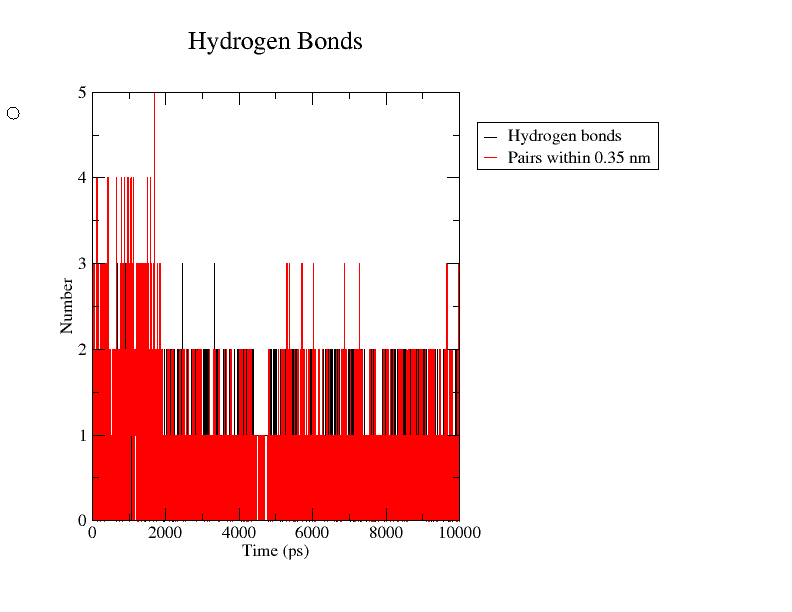 Hydrogen Bonds
5
4
3
2
1
0
Number
0 2000 4000 6000 8000 10000
Time (ps)
Hydrogen bonds
Pairs within 0.35 nm